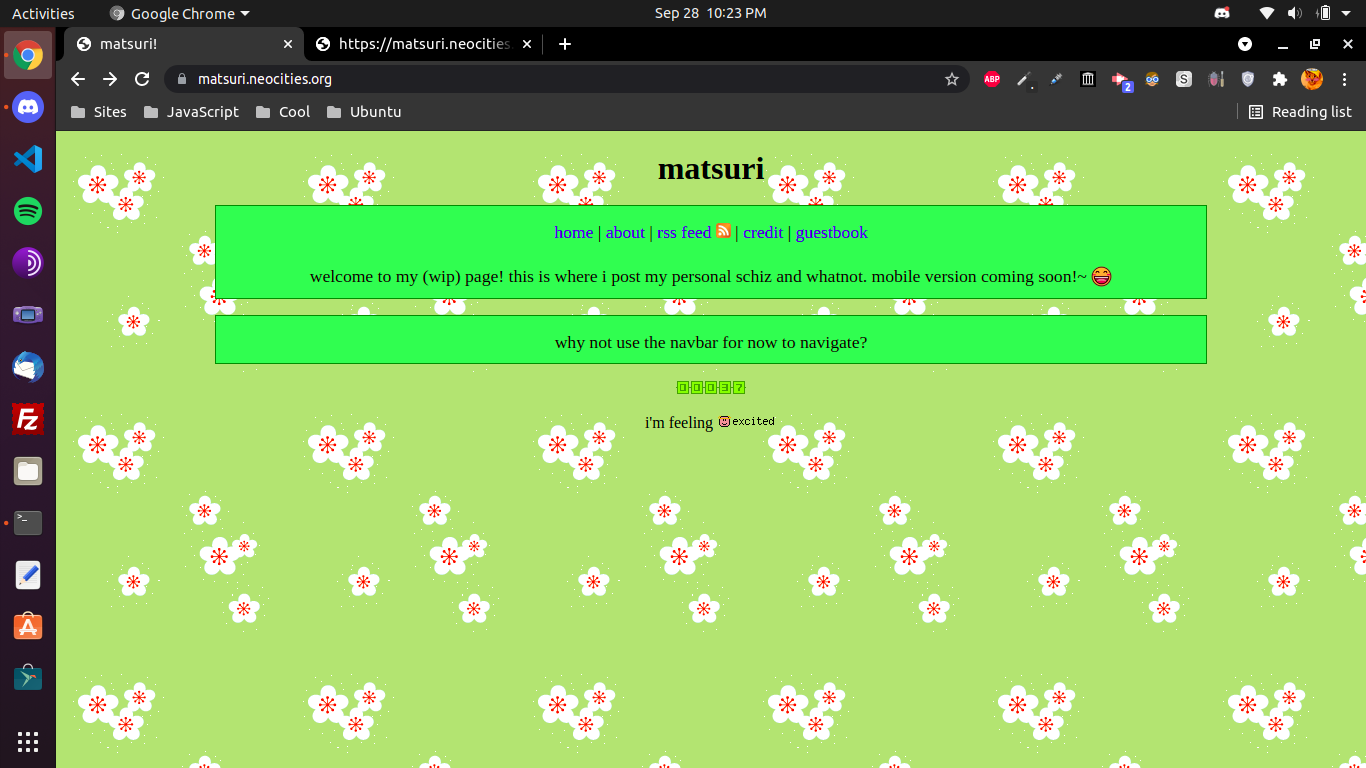 Activities
Google Chrome
Sep 28 10:23 PM
matsuri!
https://matsuri.neocities
matsuri.neocities.org
ABP
2
S
Sites
JavaScript
Cool
Ubuntu
Reading list
matsuri
home | about | rss feed | credit | guestbook
welcome to my (wip) page! this is where i post my personal schiz and whatnot. mobile version coming soon!~
why not use the navbar for now to navigate?
00037
i'm feeling excited
Fz
>_
A